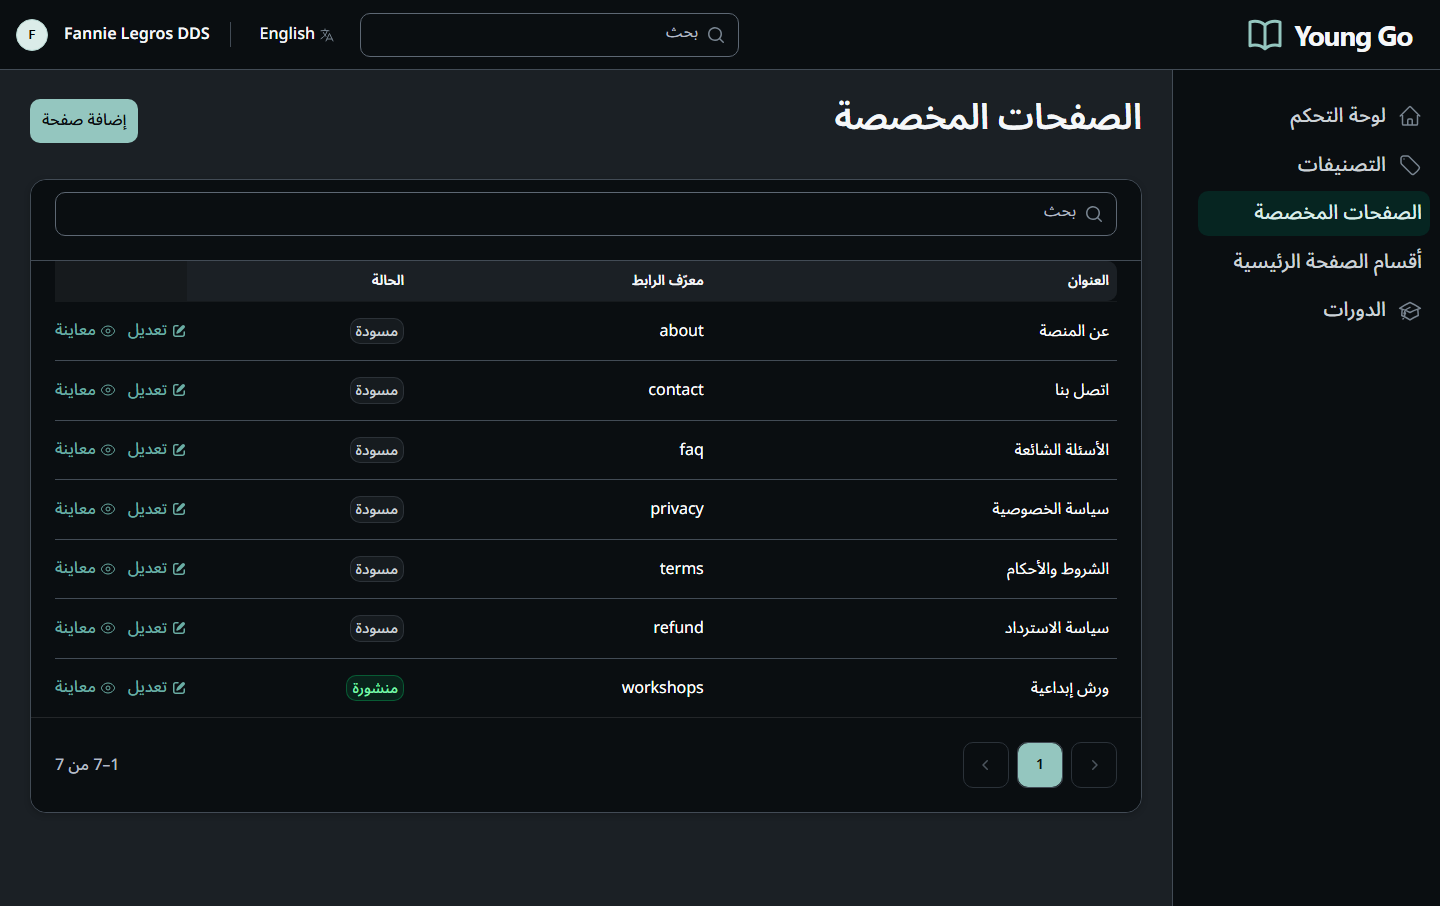 Young Go
بحث
English
Fannie Legros DDS
F
لوحة التحكم
التصنيفات
الصفحات المخصصة
أقسام الصفحة الرئيسية
الدورات
الصفحات المخصصة
إضافة صفحة
بحث
العنوان معرّف الرابط الحالة
عن المنصة about مسودة تعديل معاينة
اتصل بنا contact مسودة تعديل معاينة
الأسئلة الشائعة faq مسودة تعديل معاينة
سياسة الخصوصية privacy مسودة تعديل معاينة
الشروط والأحكام terms مسودة تعديل معاينة
سياسة الاسترداد refund مسودة تعديل معاينة
ورش إبداعية workshops منشورة تعديل معاينة
1
1–7 من 7